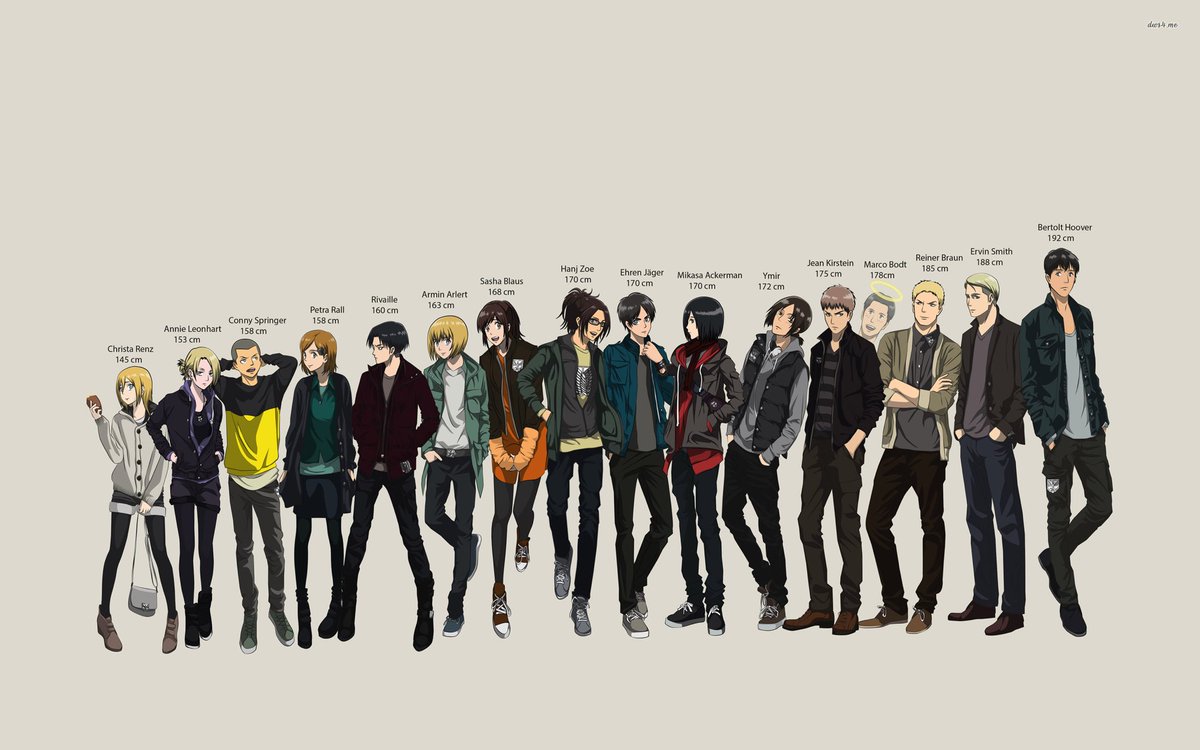 dws4.me
Christa Renz
145 cm
Annie Leonhart
153 cm
Conny Springer
158 cm
Petra Rall
158 cm
Rivaille
160 cm
Armin Arlert
163 cm
Sasha Blaus
168 cm
Hanj Zoe
170 cm
Ehren Jäger
170 cm
Mikasa Ackerman
170 cm
Ymir
172 cm
Jean Kirstein
175 cm
Marco Bodt
178cm
Reiner Braun
185 cm
Ervin Smith
188 cm
Bertolt Hoover
192 cm